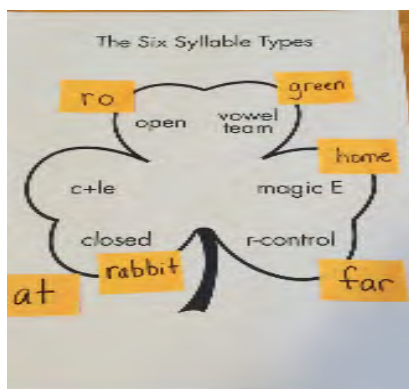 The Six Syllable Types
ro
green
open
vowel
team
home
c+le
magic E
closed
r-control
rabbit
far
at